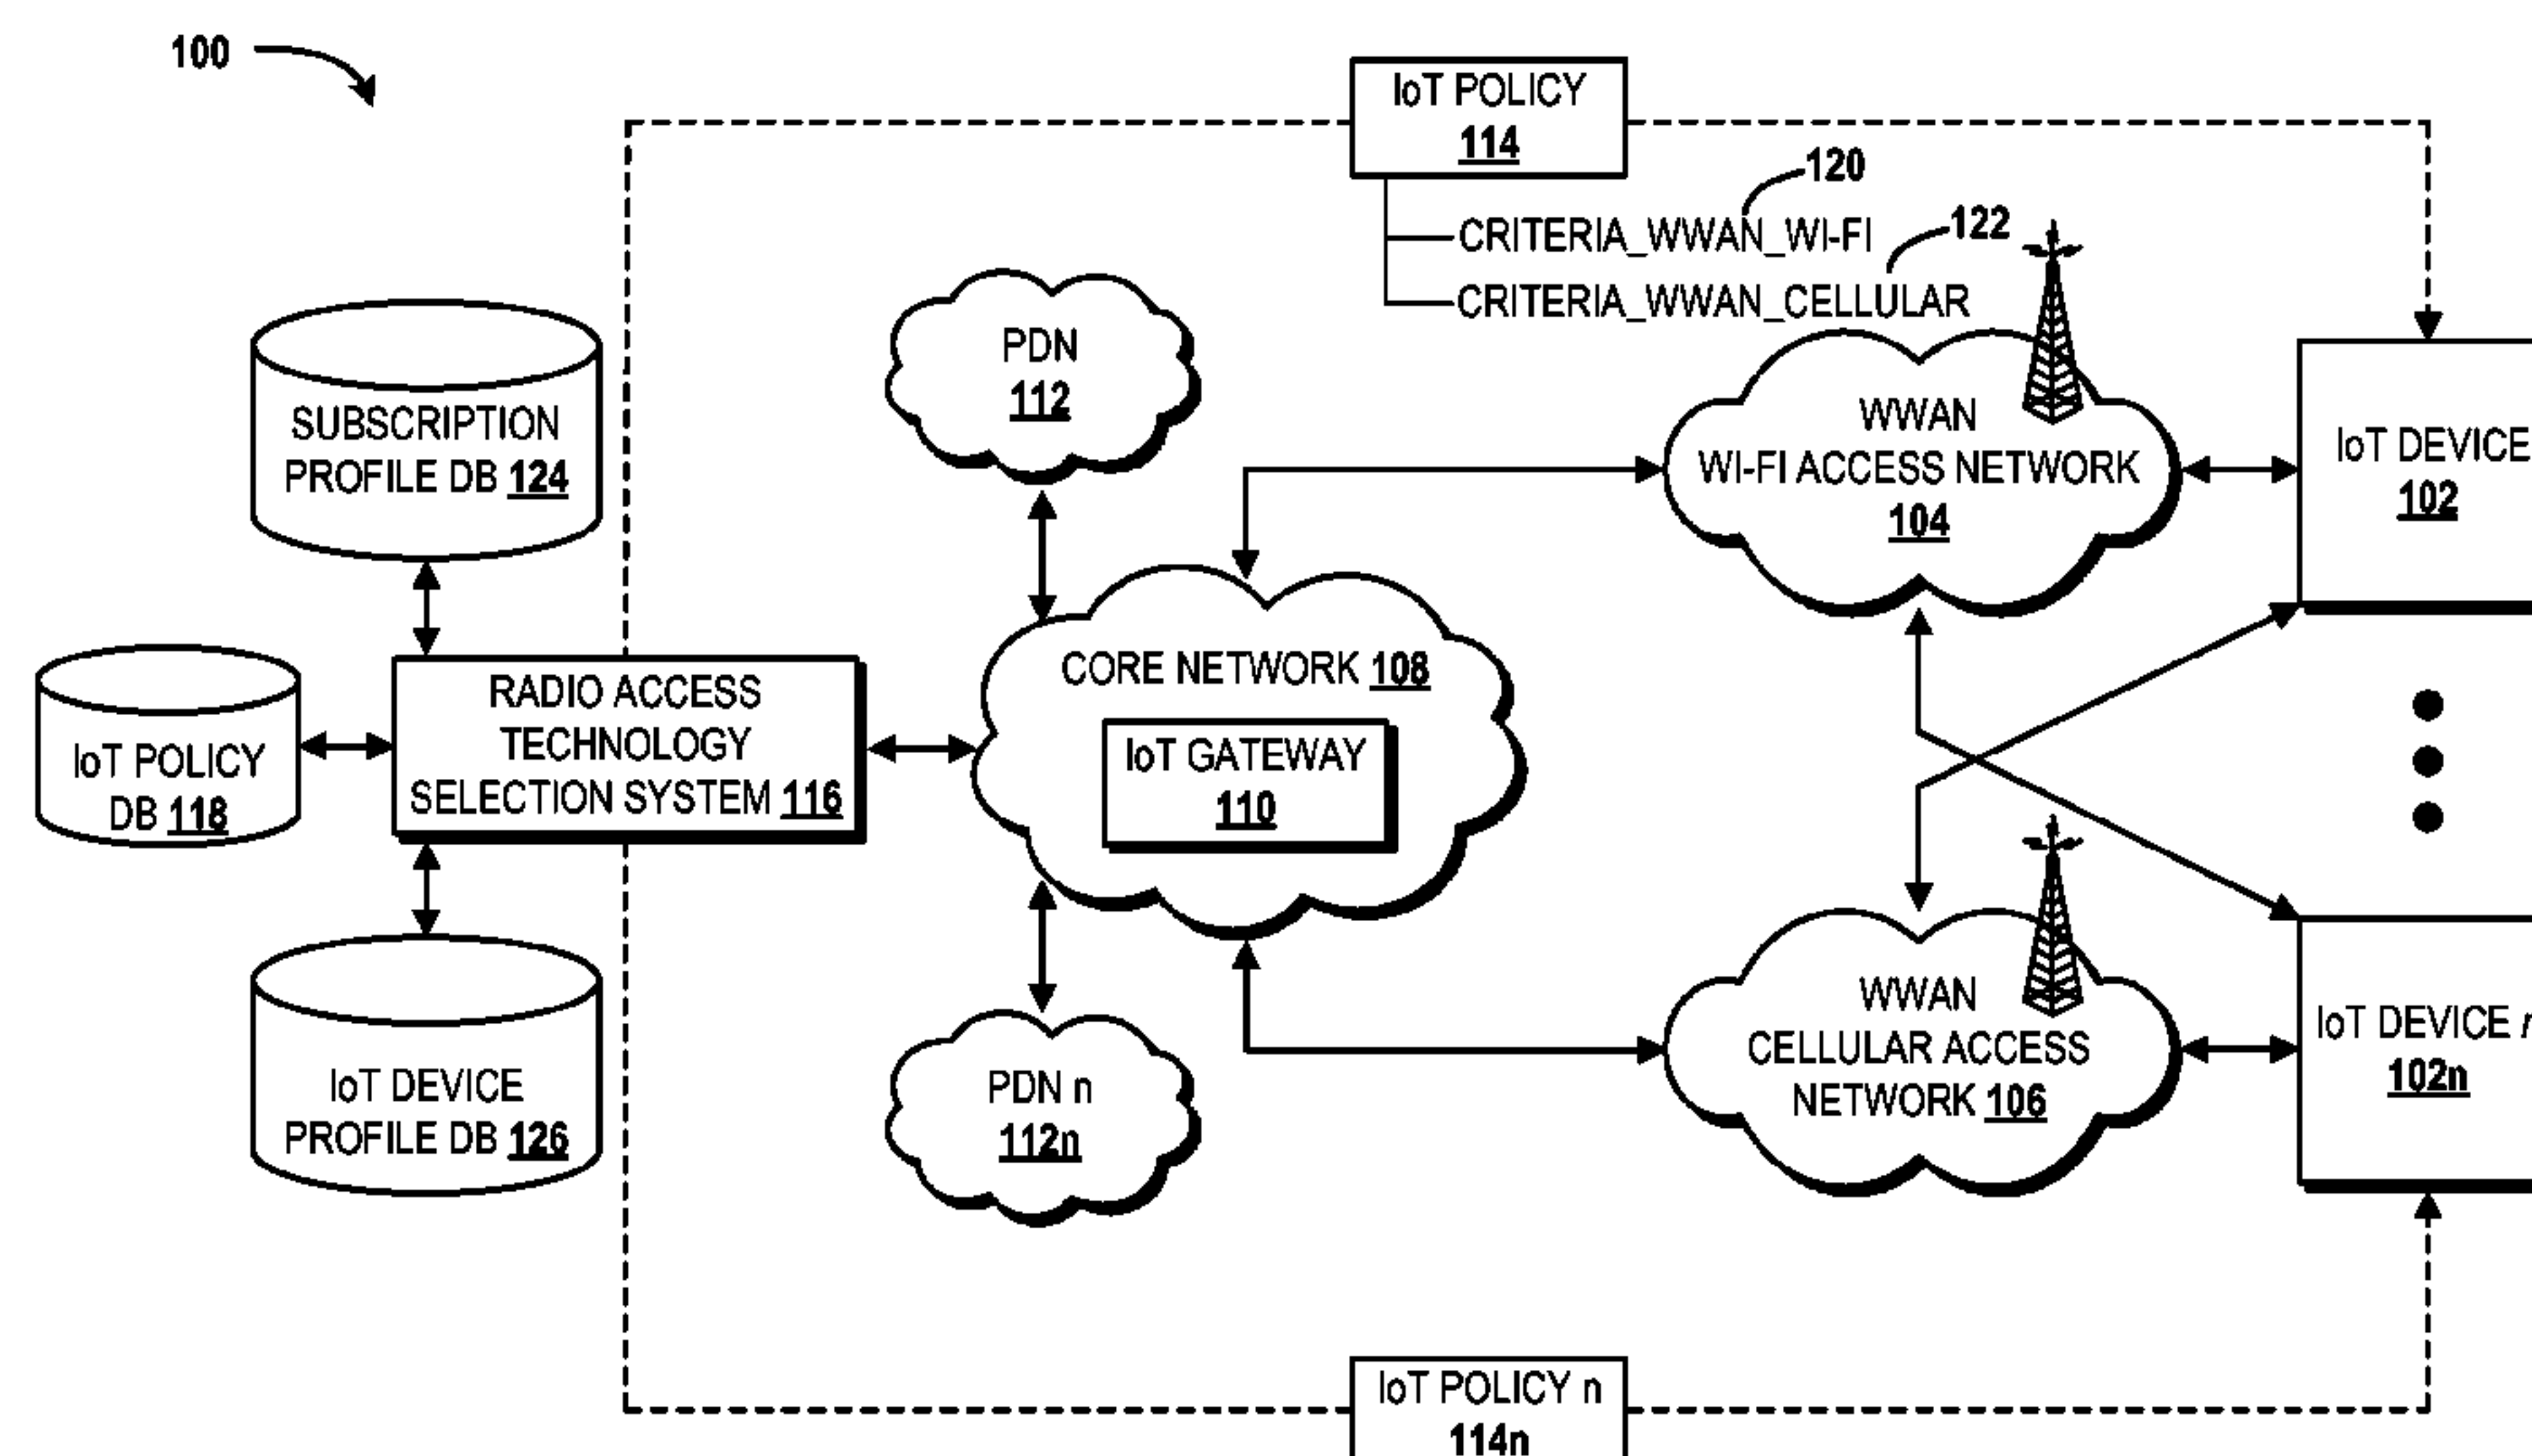 100
IoT POLICY
114
120
CRITERIA_WWAN_WI-FI
122
CRITERIA_WWAN_CELLULAR
SUBSCRIPTION
PROFILE DB 124
PDN
112
WWAN
WI-FI ACCESS NETWORK
104
IoT DEVICE
102
IoT POLICY
DB 118
RADIO ACCESS
TECHNOLOGY
SELECTION SYSTEM 116
CORE NETWORK 108
IoT GATEWAY
110
IoT DEVICE
PROFILE DB 126
PDN n
112n
WWAN
CELLULAR ACCESS
NETWORK 106
IoT DEVICE
102n
IoT POLICY n
114n